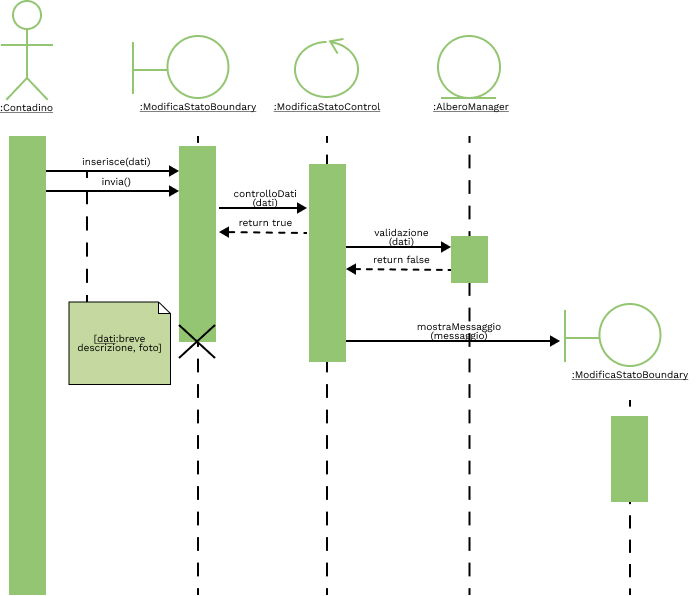 :Contadino
:ModificaStatoBoundary
:ModificaStatoControl
:AlberoManager
inserisce(dati)
invia()
controlloDati
(dati)
return true
validazione
(dati)
return false
[dati:breve
descrizione, foto]
mostraMessaggio
(messaggio)
:ModificaStatoBoundary